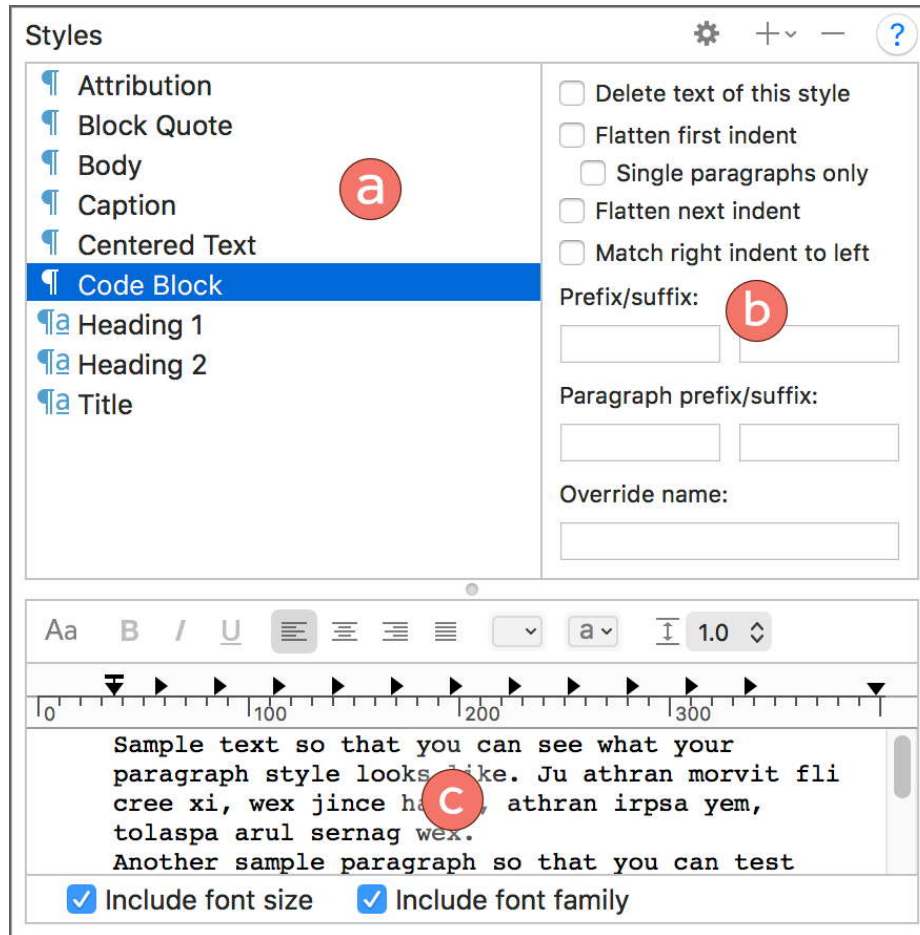 Styles
?
¶ Attribution
¶ Block Quote
¶ Body
a
¶ Caption
¶ Centered Text
¶ Code Block
¶a Heading 1
¶a Heading 2
¶a Title
Delete text of this style
Flatten first indent
Single paragraphs only
Flatten next indent
Match right indent to left
Prefix/suffix:
b
Paragraph prefix/suffix:
Override name:
Aa B I U a 1.0
0 100 200 300
Sample text so that you can see what your
paragraph style looks like. Ju athran morvit fli
cree xi, wex jince athran irpsa yem,
c
tolaspa arul sernag wex.
Another sample paragraph so that you can test
Include font size Include font family